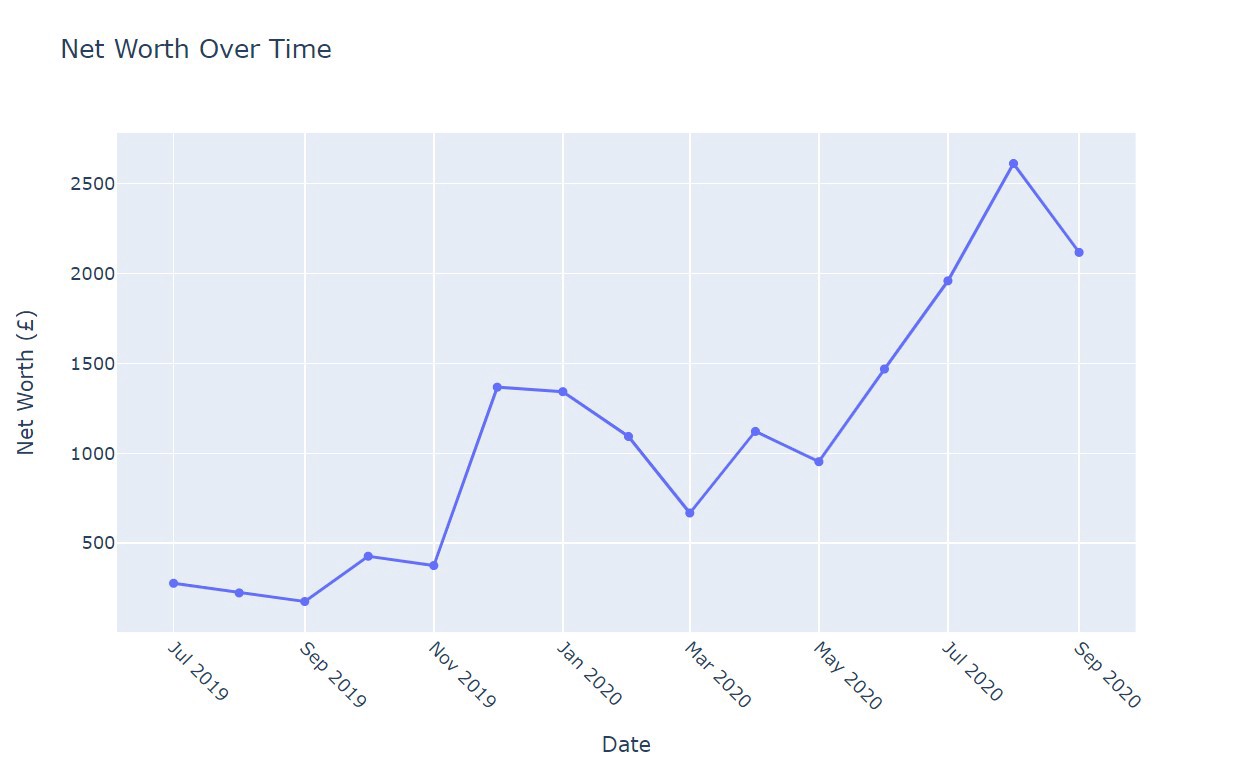 Net Worth Over Time
Net Worth (£)
2500
2000
1500
1000
500
Jul 2019
Sep 2019
Nov 2019
Jan 2020
Mar 2020
May 2020
Jul 2020
Sep 2020
Date